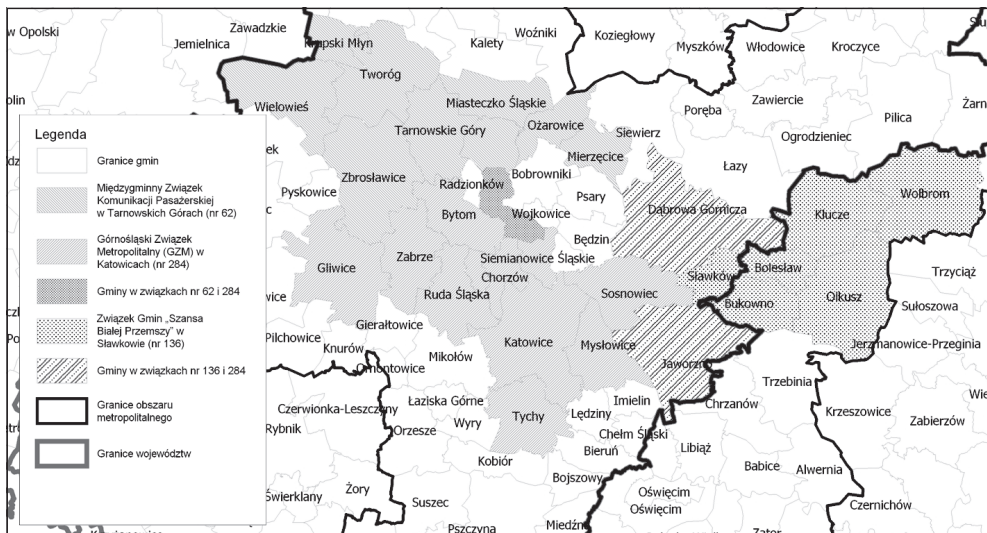 Zawadzkie
w Opolski
Jemielnica
Krupski Młyn
Kalety
Woźniki
Koziegłowy
Myszków
Włodowice
Kroczyce
Tworóg
Wielowieś
Miasteczko Śląskie
Ożarowice
Poręba
Zawiercie
Pilica
Tarnowskie Góry
Siewierz
Ogrodzieniec
Mierzęcice
Łazy
Zbrosławice
Pyskowice
Radzionków
Bobrowniki
Psary
Wolbrom
Bytom
Wojkowice
Dąbrowa Górnicza
Klucze
Będzin
Siemianowice Śląskie
Gliwice
Zabrze
Chorzów
Sławków
Bolesław
Trzyciąż
Ruda Śląska
Sosnowiec
Bukowno
Olkusz
Sułoszowa
Gierałtowice
Pilchowice
Knurów
Katowice
Mysłowice
Jerzmanowice-Przeginia
Mikołów
Ornontowice
Jaworzno
Trzebinia
Czerwionka-Leszczyny
Łaziska Górne
Imielin
Chrzanów
Krzeszowice
Zabierzów
Rybnik
Orzesze
Wyry
Tychy
Lędziny
Chełm Śląski
Bieruń
Libiąż
Kobiór
Bojszowy
Babice
Alwernia
Świerklany
Żory
Suszec
Oświęcim
Oświęcim
Czernichów
Pszczyna
Miedźn
Zator
Legenda
Granice gmin
Międzygminny Związek
Komunikacji Pasażerskiej
w Tarnowskich Górach (nr 62)
Górnośląski Związek
Metropolitalny (GZM) w
Katowicach (nr 284)
Gminy w związkach nr 62 i 284
Związek Gmin „Szansa
Białej Przemszy" w
Sławkowie (nr 136)
Gminy w związkach nr 136 i 284
Granice obszaru
metropolitalnego
Granice województw